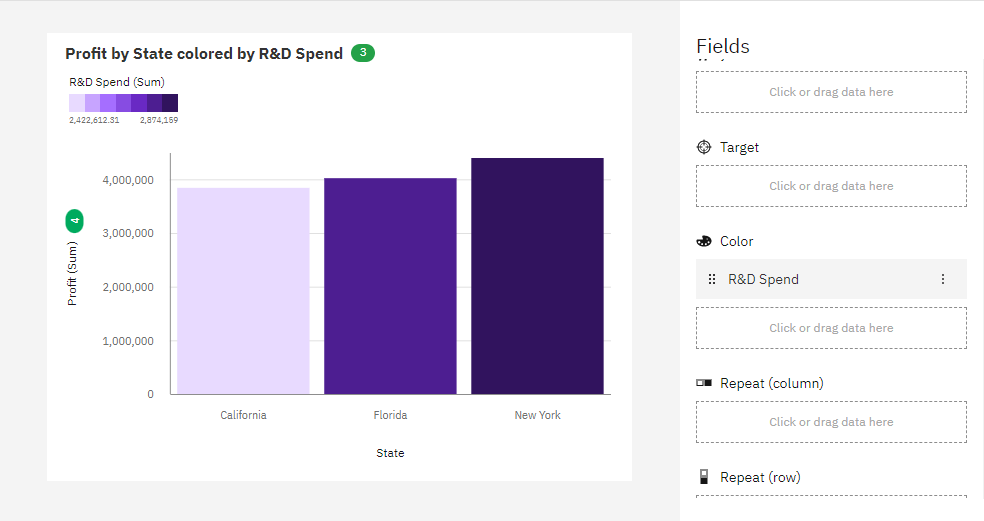 Profit by State colored by R&D Spend 3
R&D Spend (Sum)
2,422,612.31 2,874,159
4,000,000
3,000,000
2,000,000
1,000,000
0
Profit (Sum) 4
California Florida New York
State
Fields
Click or drag data here
Target
Click or drag data here
Color
R&D Spend
Click or drag data here
Repeat (column)
Click or drag data here
Repeat (row)